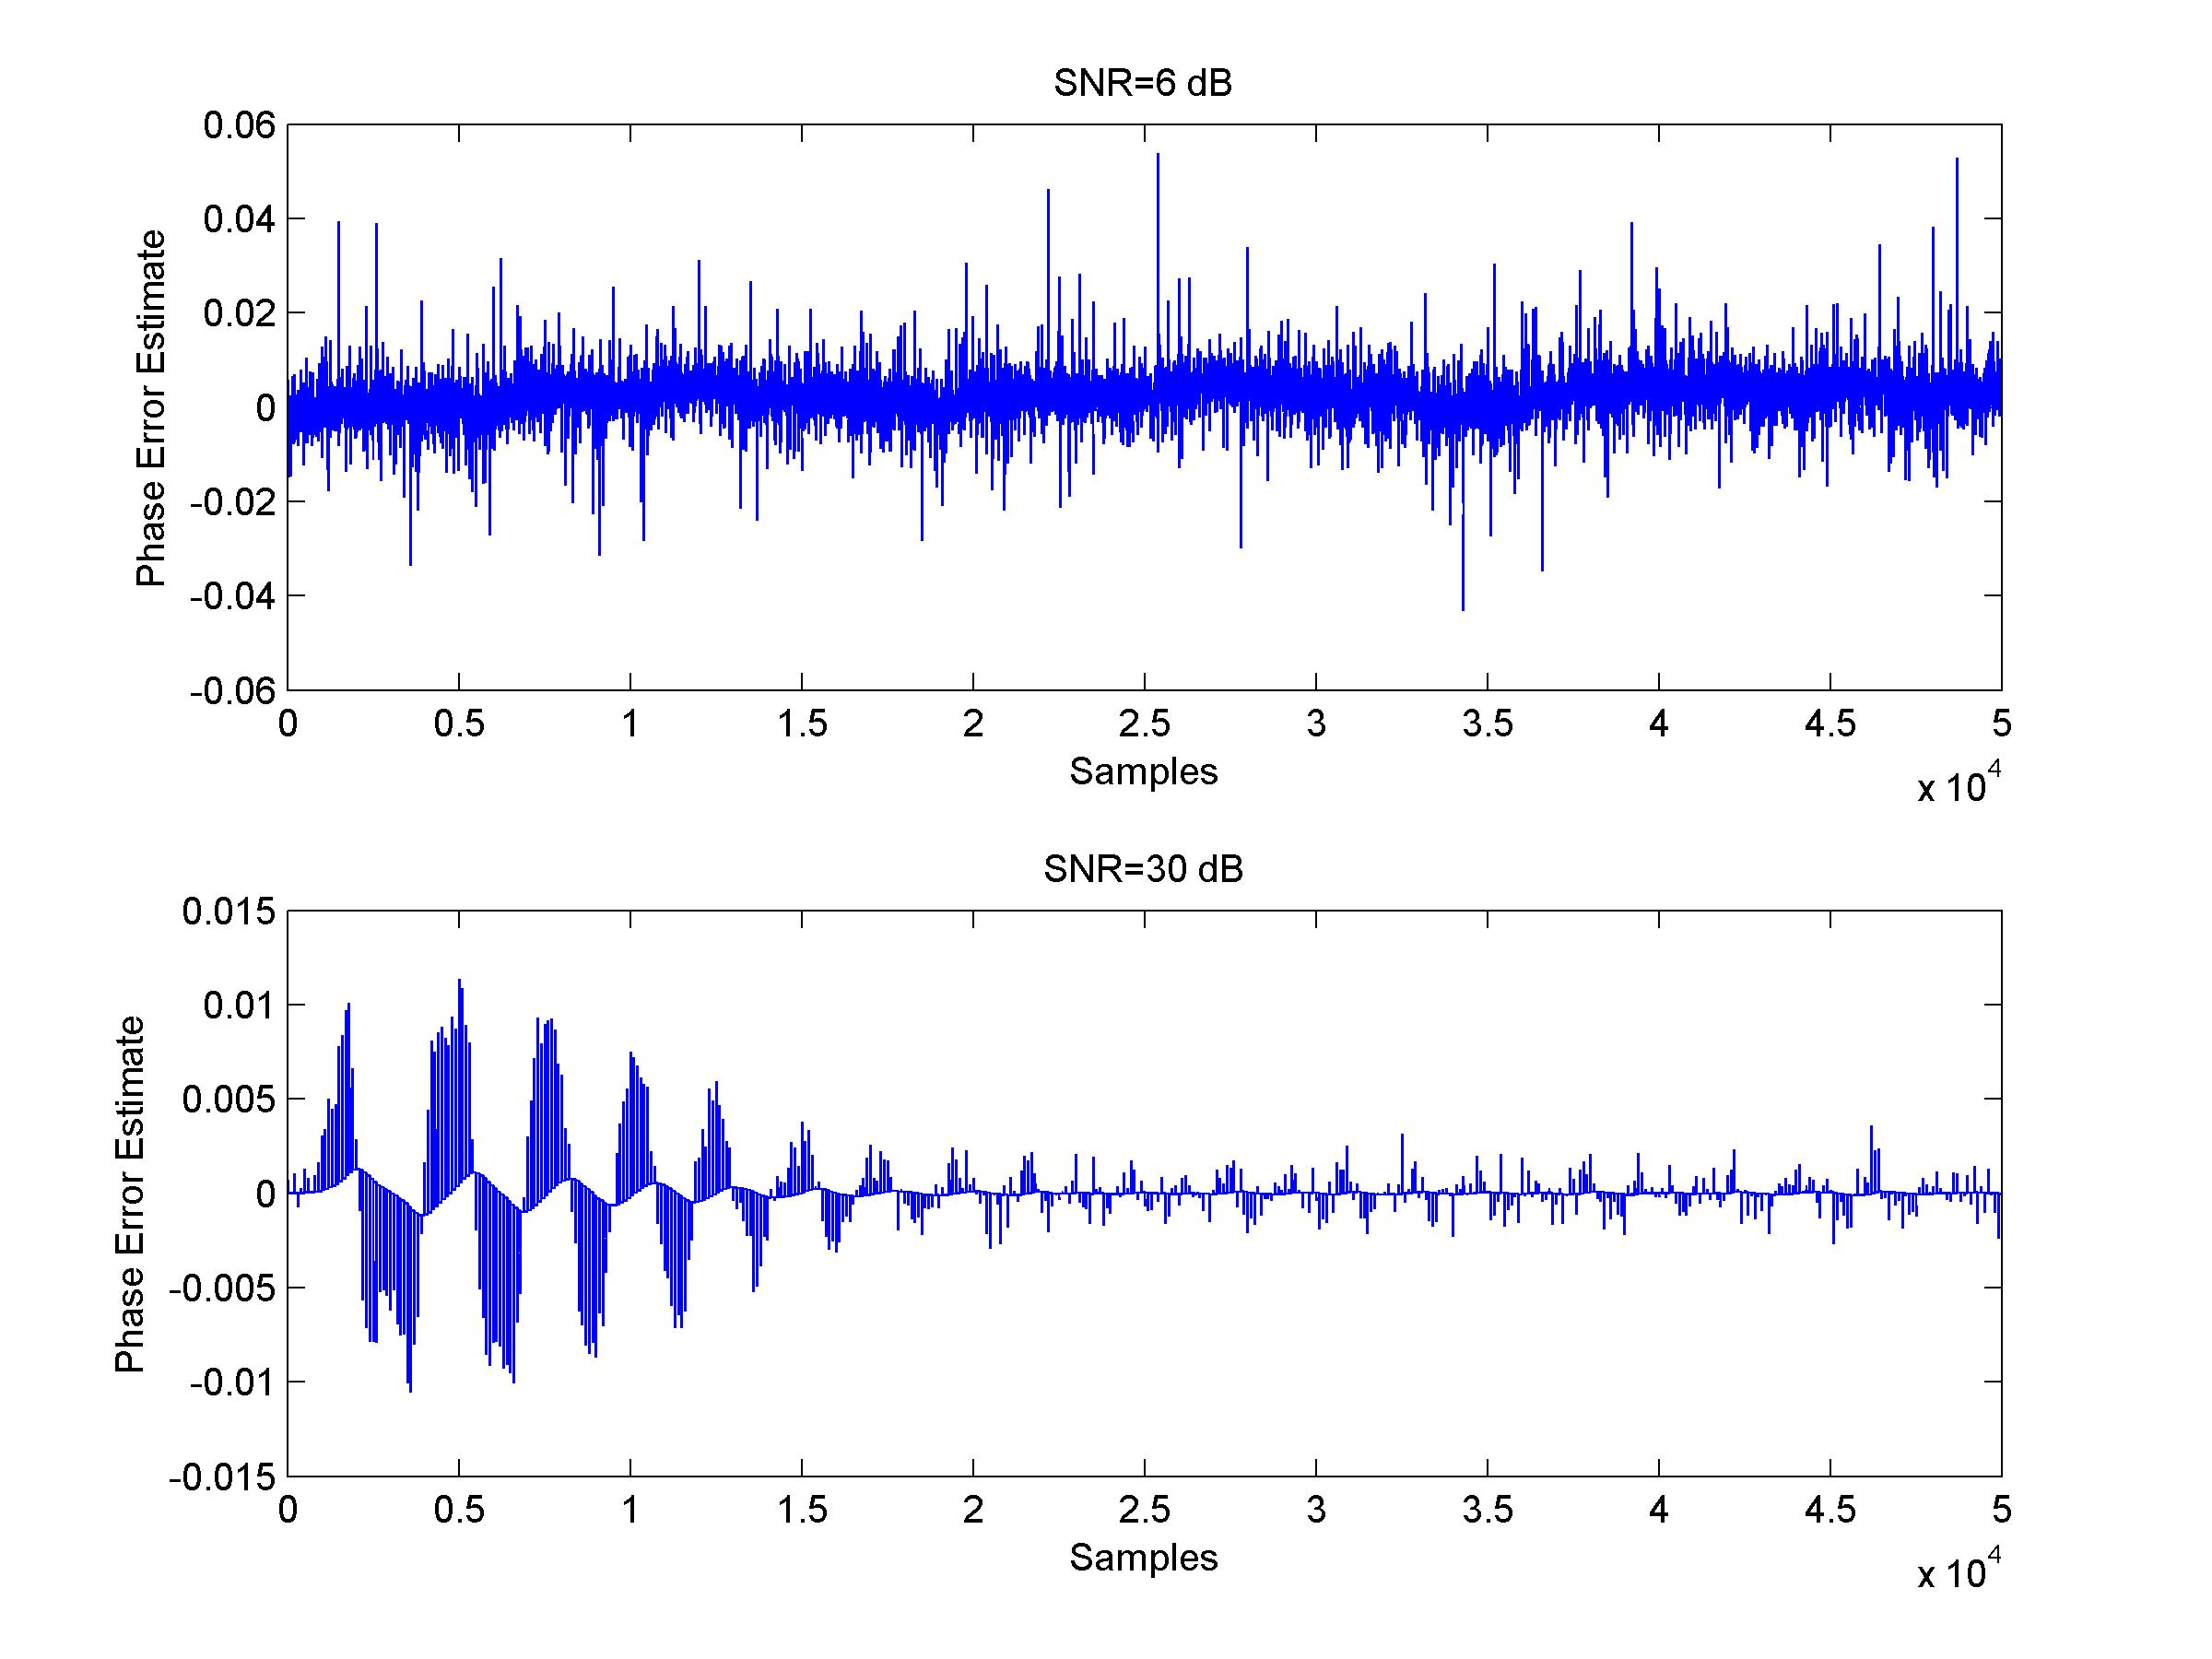 SNR=6 dB
0.06
0.04
0.02
0
-0.02
-0.04
-0.06
Phase Error Estimate
0 0.5 1 1.5 2 2.5 3 3.5 4 4.5 5
Samples
x 10^4
SNR=30 dB
0.015
0.01
0.005
0
-0.005
-0.01
-0.015
Phase Error Estimate
0 0.5 1 1.5 2 2.5 3 3.5 4 4.5 5
Samples
x 10^4